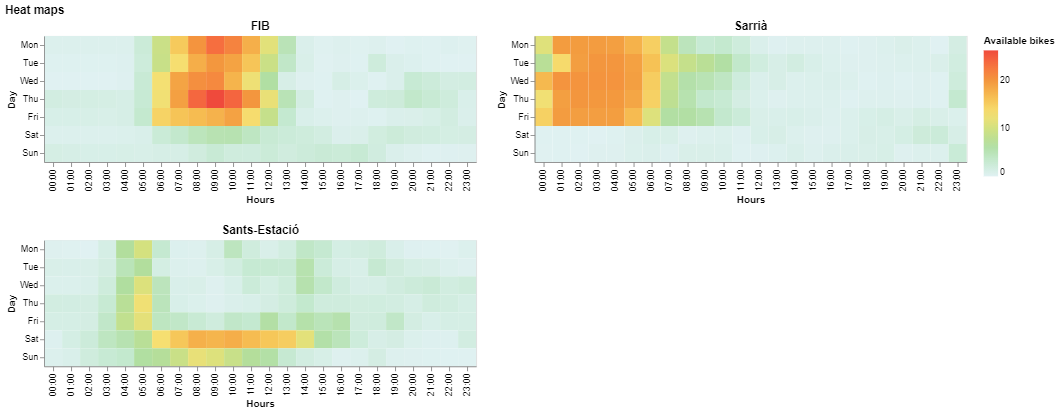 Heat maps
FIB
Mon
Tue
Wed
Thu
Fri
Sat
Sun
Day
00:00 01:00 02:00 03:00 04:00 05:00 06:00 07:00 08:00 09:00 10:00 11:00 12:00 13:00 14:00 15:00 16:00 17:00 18:00 19:00 20:00 21:00 22:00 23:00
Hours
Sarrià
Mon
Tue
Wed
Thu
Fri
Sat
Sun
Day
00:00 01:00 02:00 03:00 04:00 05:00 06:00 07:00 08:00 09:00 10:00 11:00 12:00 13:00 14:00 15:00 16:00 17:00 18:00 19:00 20:00 21:00 22:00 23:00
Hours
Available bikes
20
10
0
Sants-Estació
Mon
Tue
Wed
Thu
Fri
Sat
Sun
Day
00:00 01:00 02:00 03:00 04:00 05:00 06:00 07:00 08:00 09:00 10:00 11:00 12:00 13:00 14:00 15:00 16:00 17:00 18:00 19:00 20:00 21:00 22:00 23:00
Hours